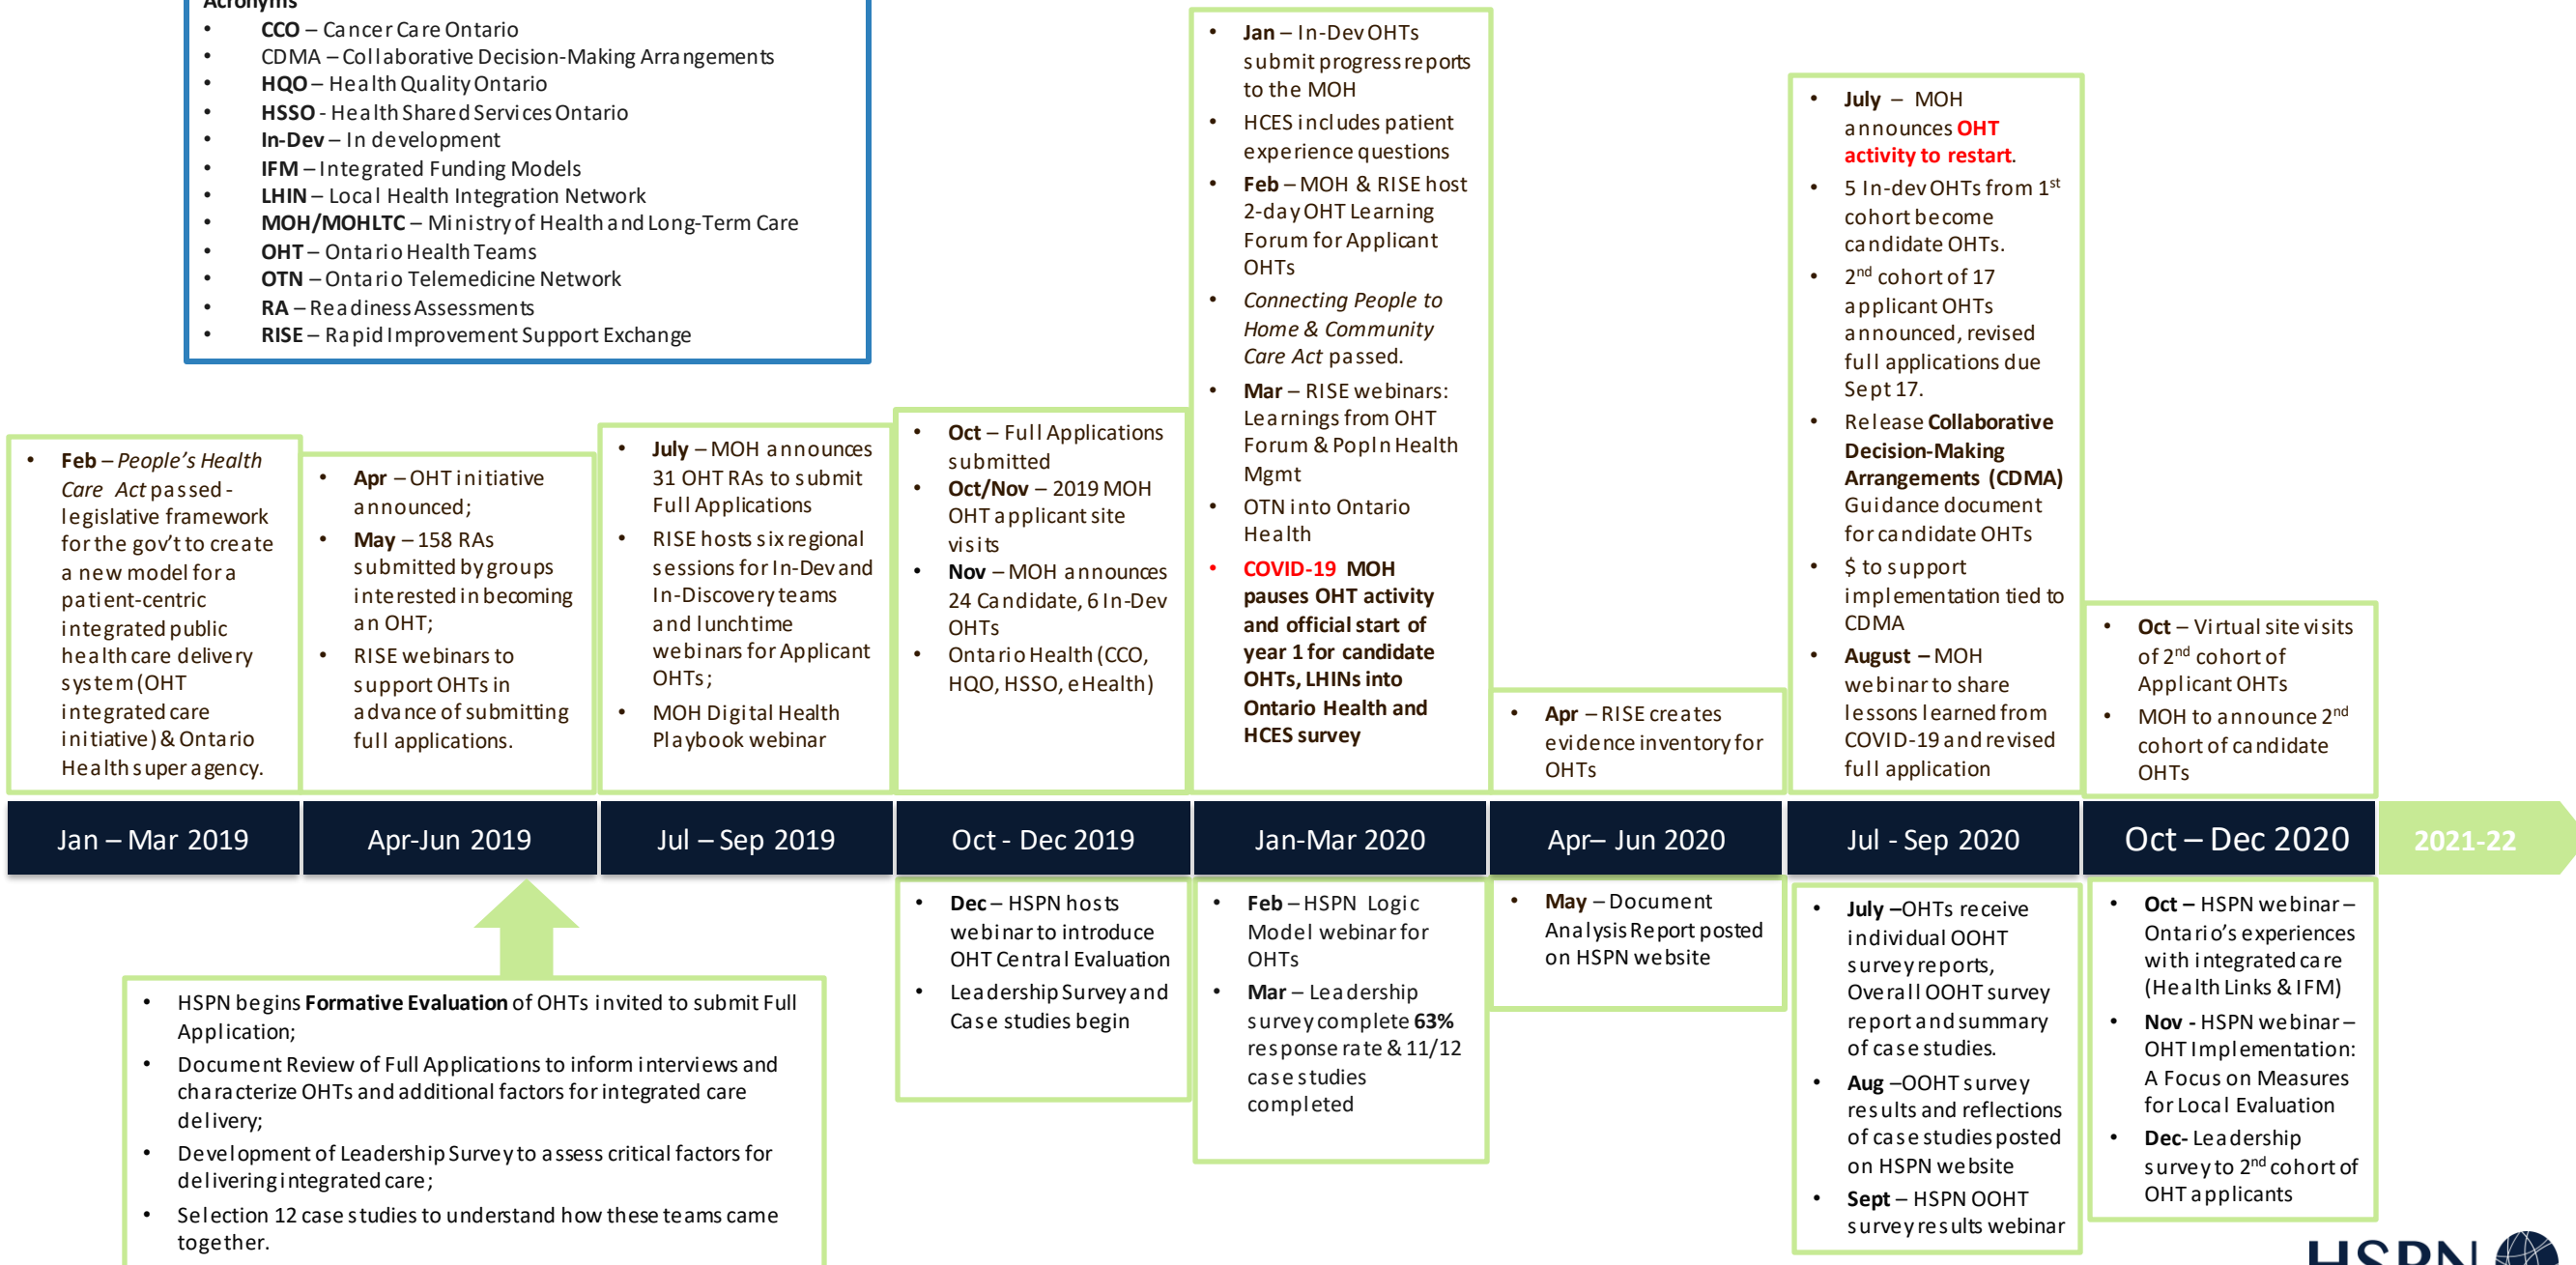 Acronyms
• CCO – Cancer Care Ontario
• CDMA – Collaborative Decision-Making Arrangements
• HQO – Health Quality Ontario
• HSSO - Health Shared Services Ontario
• In-Dev – In development
• IFM – Integrated Funding Models
• LHIN – Local Health Integration Network
• MOH/MOHLTC – Ministry of Health and Long-Term Care
• OHT – Ontario Health Teams
• OTN – Ontario Telemedicine Network
• RA – Readiness Assessments
• RISE – Rapid Improvement Support Exchange
• Feb – People's Health
Care Act passed -
legislative framework
for the gov't to create
a new model for a
patient-centric
integrated public
health care delivery
system (OHT
integrated care
initiative) & Ontario
Health super agency.
• Apr – OHT initiative
announced;
• May – 158 RAs
submitted by groups
interested in becoming
an OHT;
• RISE webinars to
support OHTs in
advance of submitting
full applications.
• July – MOH announces
31 OHT RAs to submit
Full Applications
• RISE hosts six regional
sessions for In-Dev and
In-Discovery teams
and lunchtime
webinars for Applicant
OHTs;
• MOH Digital Health
Playbook webinar
• Oct – Full Applications
submitted
• Oct/Nov – 2019 MOH
OHT applicant site
visits
• Nov – MOH announces
24 Candidate, 6 In-Dev
OHTs
• Ontario Health (CCO,
HQO, HSSO, eHealth)
• Jan – In-Dev OHTs
submit progress reports
to the MOH
• HCES includes patient
experience questions
• Feb – MOH & RISE host
2-day OHT Learning
Forum for Applicant
OHTs
• Connecting People to
Home & Community
Care Act passed.
• Mar – RISE webinars:
Learnings from OHT
Forum & Popln Health
Mgmt
• OTN into Ontario
Health
• COVID-19 MOH
pauses OHT activity
and official start of
year 1 for candidate
OHTs, LHINs into
Ontario Health and
HCES survey
• Apr – RISE creates
evidence inventory for
OHTs
• July – MOH
announces OHT
activity to restart.
• 5 In-dev OHTs from 1st
cohort become
candidate OHTs.
• 2nd cohort of 17
applicant OHTs
announced, revised
full applications due
Sept 17.
• Release Collaborative
Decision-Making
Arrangements (CDMA)
Guidance document
for candidate OHTs
• $ to support
implementation tied to
CDMA
• August – MOH
webinar to share
lessons learned from
COVID-19 and revised
full application
• Oct – Virtual site visits
of 2nd cohort of
Applicant OHTs
• MOH to announce 2nd
cohort of candidate
OHTs
Jan – Mar 2019
Apr-Jun 2019
Jul – Sep 2019
Oct - Dec 2019
Jan-Mar 2020
Apr– Jun 2020
Jul - Sep 2020
Oct – Dec 2020
2021-22
• HSPN begins Formative Evaluation of OHTs invited to submit Full
Application;
• Document Review of Full Applications to inform interviews and
characterize OHTs and additional factors for integrated care
delivery;
• Development of Leadership Survey to assess critical factors for
delivering integrated care;
• Selection 12 case studies to understand how these teams came
together.
• Dec – HSPN hosts
webinar to introduce
OHT Central Evaluation
• Leadership Survey and
Case studies begin
• Feb – HSPN Logic
Model webinar for
OHTs
• Mar – Leadership
survey complete 63%
response rate & 11/12
case studies
completed
• May – Document
Analysis Report posted
on HSPN website
• July –OHTs receive
individual OOHT
survey reports,
Overall OOHT survey
report and summary
of case studies.
• Aug –OOHT survey
results and reflections
of case studies posted
on HSPN website
• Sept – HSPN OOHT
survey results webinar
• Oct – HSPN webinar –
Ontario's experiences
with integrated care
(Health Links & IFM)
• Nov - HSPN webinar –
OHT Implementation:
A Focus on Measures
for Local Evaluation
• Dec- Leadership
survey to 2nd cohort of
OHT applicants
HSPN